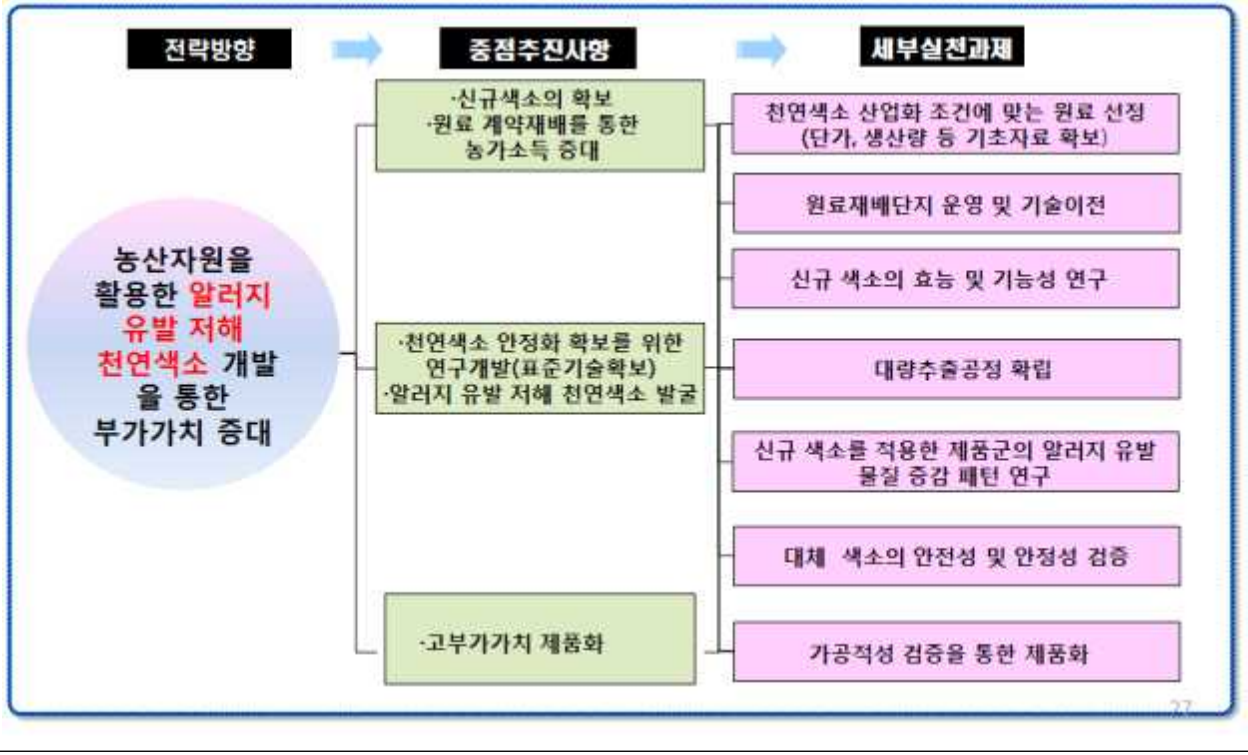 전략방향
중점추진사항
세부실천과제
농산자원을
활용한 알러지
유발 저해
천연색소 개발
을 통한
부가가치 증대
·신규색소의 확보
·원료 계약재배를 통한
농가소득 증대
·천연색소 안정화 확보를 위한
연구개발(표준기술확보)
·알러지 유발 저해 천연색소 발굴
·고부가가치 제품화
천연색소 산업화 조건에 맞는 원료 선정
(단가, 생산량 등 기초자료 확보)
원료재배단지 운영 및 기술이전
신규 색소의 효능 및 기능성 연구
대량추출공정 확립
신규 색소를 적용한 제품군의 알러지 유발
물질 증감 패턴 연구
대체 색소의 안전성 및 안정성 검증
가공적성 검증을 통한 제품화
27